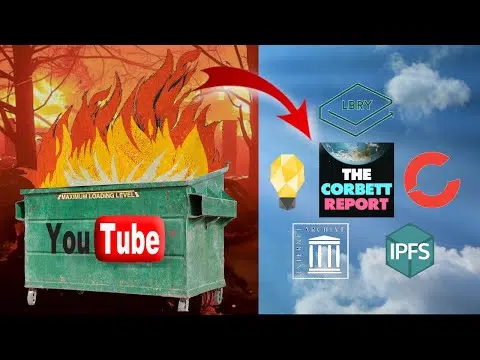 MAXIMUM LOADING LEVEL
YouTube
LBRY
THE
CORBETT
REPORT
INTERNET
ARCHIVE
IPFS